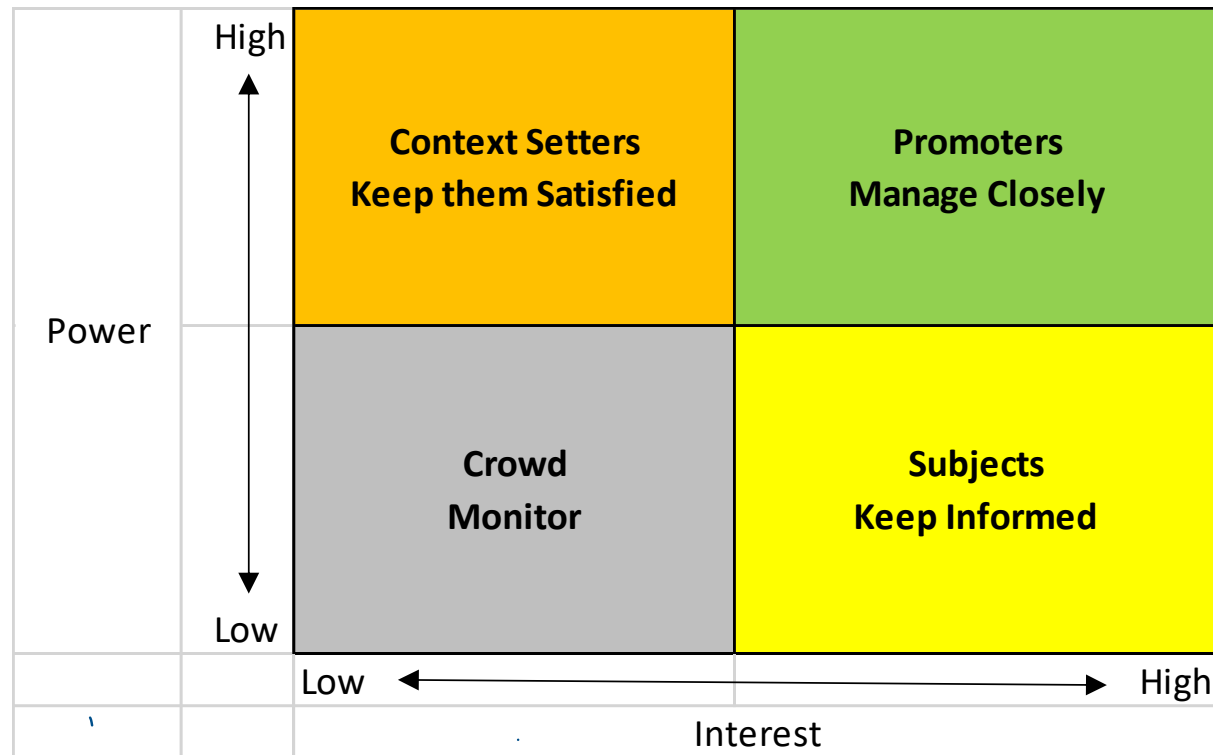 High
Context Setters
Keep them Satisfied
Promoters
Manage Closely
Power
Crowd
Monitor
Subjects
Keep Informed
Low
Low
High
Interest